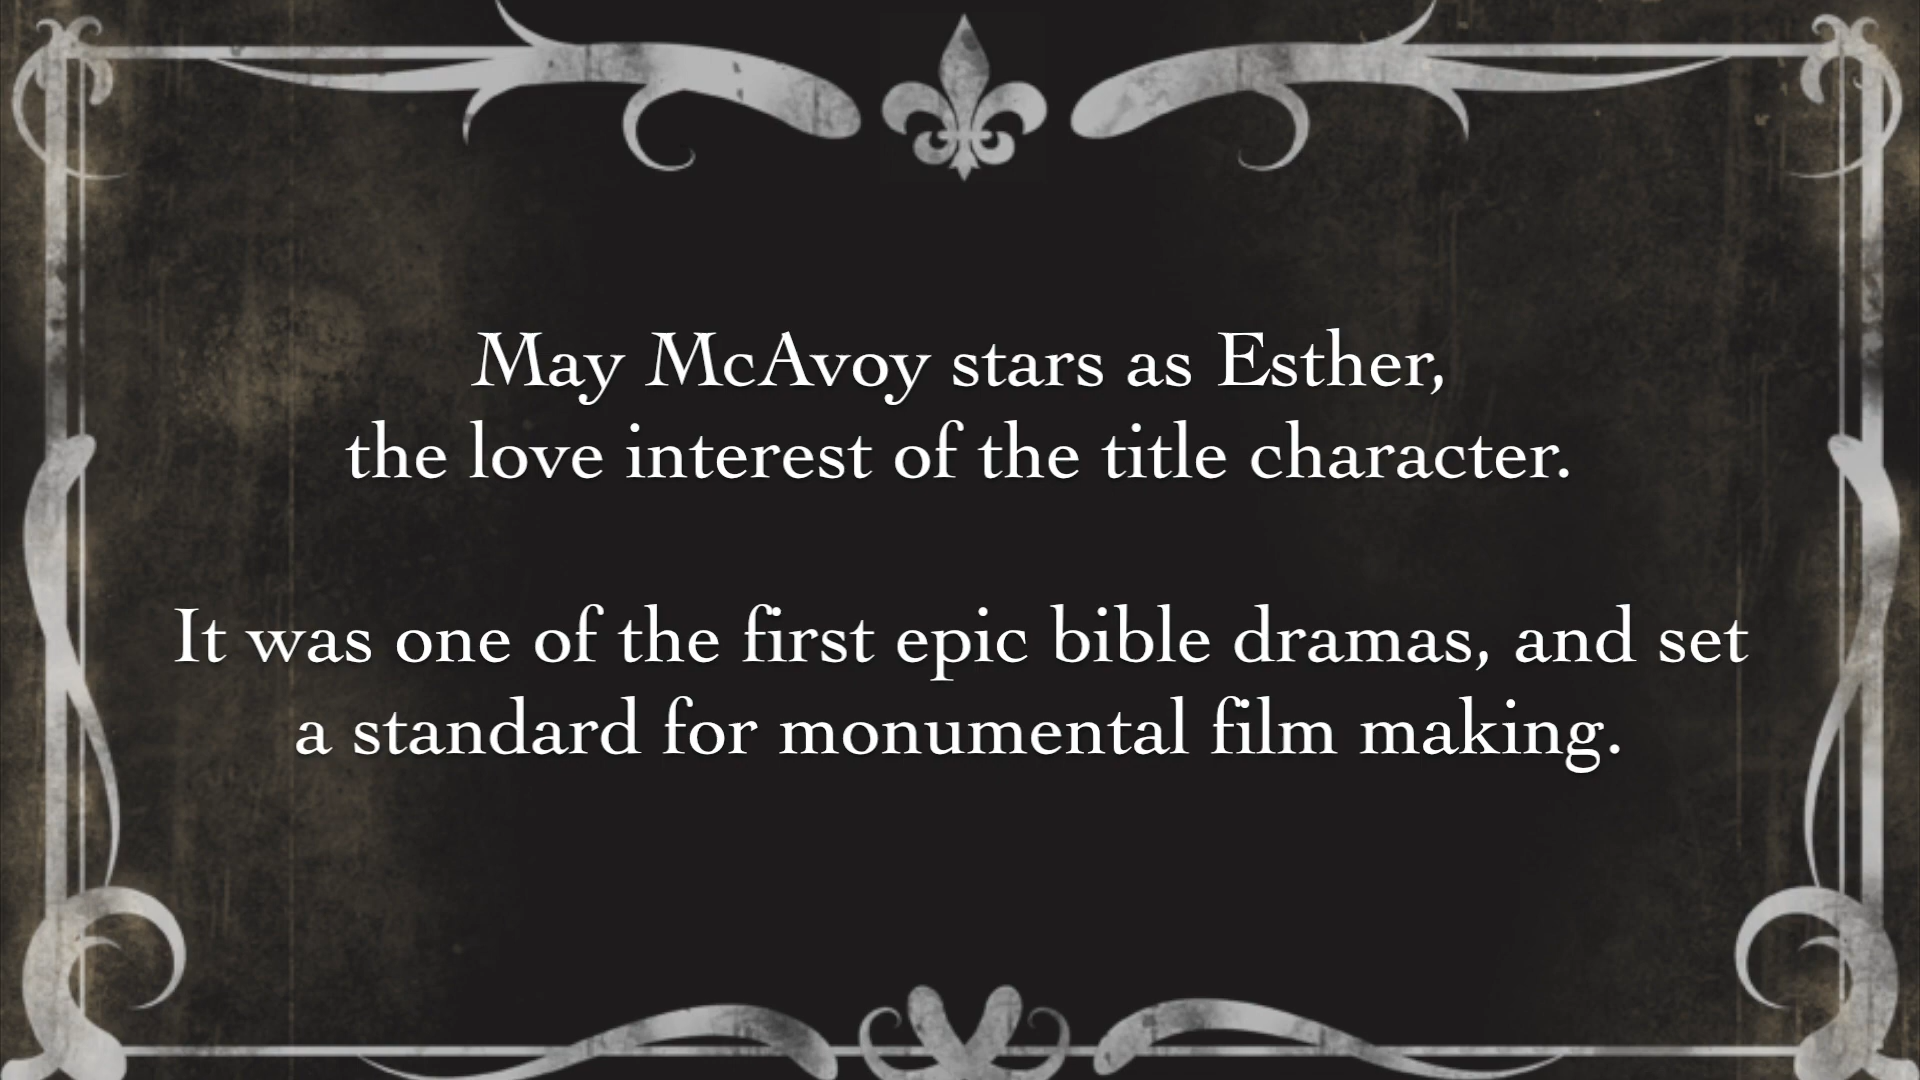 May McAvoy stars as Esther,
the love interest of the title character.
It was one of the first epic bible dramas, and set
a standard for monumental film making.